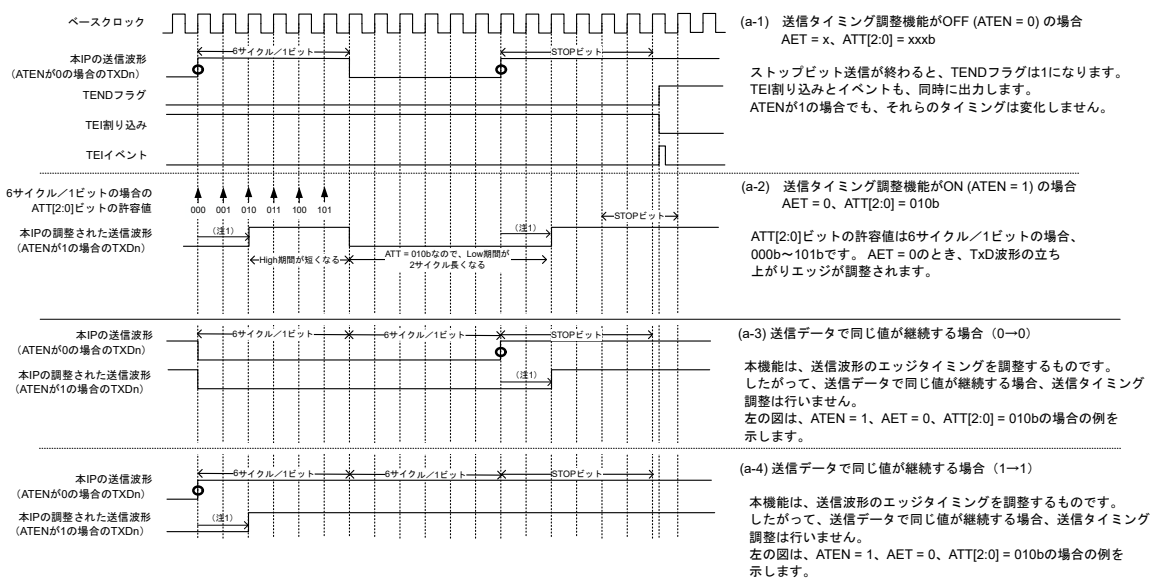 ベースクロック
本IPの送信波形
（ATENが0の場合のTXDn）
6サイクル／1ビット
STOPビット
TENDフラグ
TEI割り込み
TEIイベント
(a-1) 送信タイミング調整機能がOFF (ATEN = 0) の場合
AET = x、ATT[2:0] = xxxb
ストップビット送信が終わると、TENDフラグは1になります。
TEI割り込みとイベントも、同時に出力します。
ATENが1の場合でも、それらのタイミングは変化しません。
6サイクル／1ビットの場合の
ATT[2:0]ビットの許容値
000 001 010 011 100 101
本IPの調整された送信波形
（ATENが1の場合のTXDn）
（注1）
（注1）
STOPビット
High期間が短くなる
ATT = 010bなので、Low期間が
2サイクル長くなる
(a-2) 送信タイミング調整機能がON (ATEN = 1) の場合
AET = 0、ATT[2:0] = 010b
ATT[2:0]ビットの許容値は6サイクル／1ビットの場合、
000b～101bです。 AET = 0のとき、TxD波形の立ち
上がりエッジが調整されます。
本IPの送信波形
（ATENが0の場合のTXDn）
6サイクル／1ビット
6サイクル／1ビット
STOPビット
本IPの調整された送信波形
（ATENが1の場合のTXDn）
（注1）
(a-3) 送信データで同じ値が継続する場合（0→0）
本機能は、送信波形のエッジタイミングを調整するものです。
したがって、送信データで同じ値が継続する場合、送信タイミング
調整は行いません。
左の図は、ATEN = 1、AET = 0、ATT[2:0] = 010bの場合の例を
示します。
本IPの送信波形
（ATENが0の場合のTXDn）
6サイクル／1ビット
6サイクル／1ビット
STOPビット
本IPの調整された送信波形
（ATENが1の場合のTXDn）
（注1）
(a-4) 送信データで同じ値が継続する場合（1→1）
本機能は、送信波形のエッジタイミングを調整するものです。
したがって、送信データで同じ値が継続する場合、送信タイミング
調整は行いません。
左の図は、ATEN = 1、AET = 0、ATT[2:0] = 010bの場合の例を
示します。